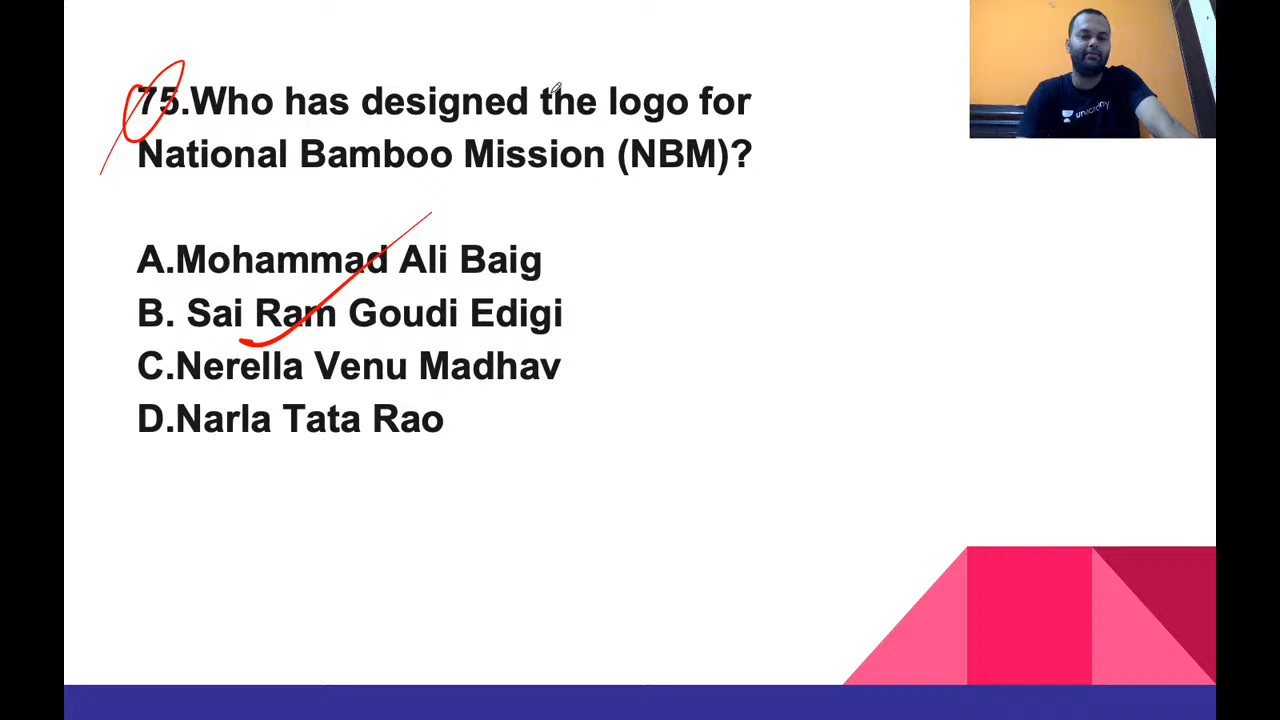 75.Who has designed the logo for
National Bamboo Mission (NBM)?
A.Mohammad Ali Baig
B. Sai Ram Goudi Edigi
C.Nerella Venu Madhav
D.Narla Tata Rao